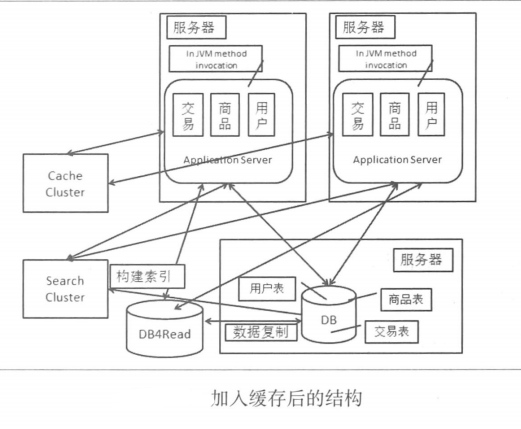 服务器
In JVM method
invocation
交易
商品
用户
Application Server
服务器
In JVM method
invocation
交易
商品
用户
Application Server
Cache
Cluster
Search
Cluster
构建索引
DB4Read
数据复制
服务器
用户表
商品表
DB
交易表
加入缓存后的结构